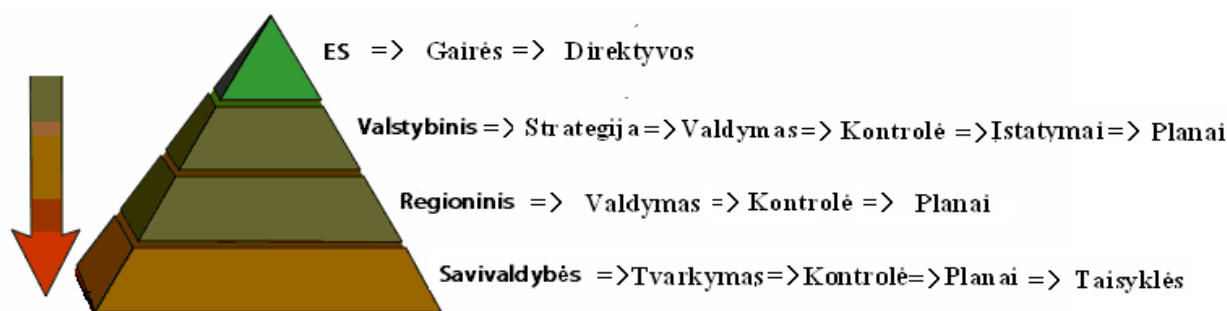 ES => Gairės => Direktyvos
Valstybinis => Strategija => Valdymas => Kontrolė => Įstatymai => Planai
Regioninis => Valdymas => Kontrolė => Planai
Savivaldybės => Tvarkymas => Kontrolė => Planai => Taisyklės